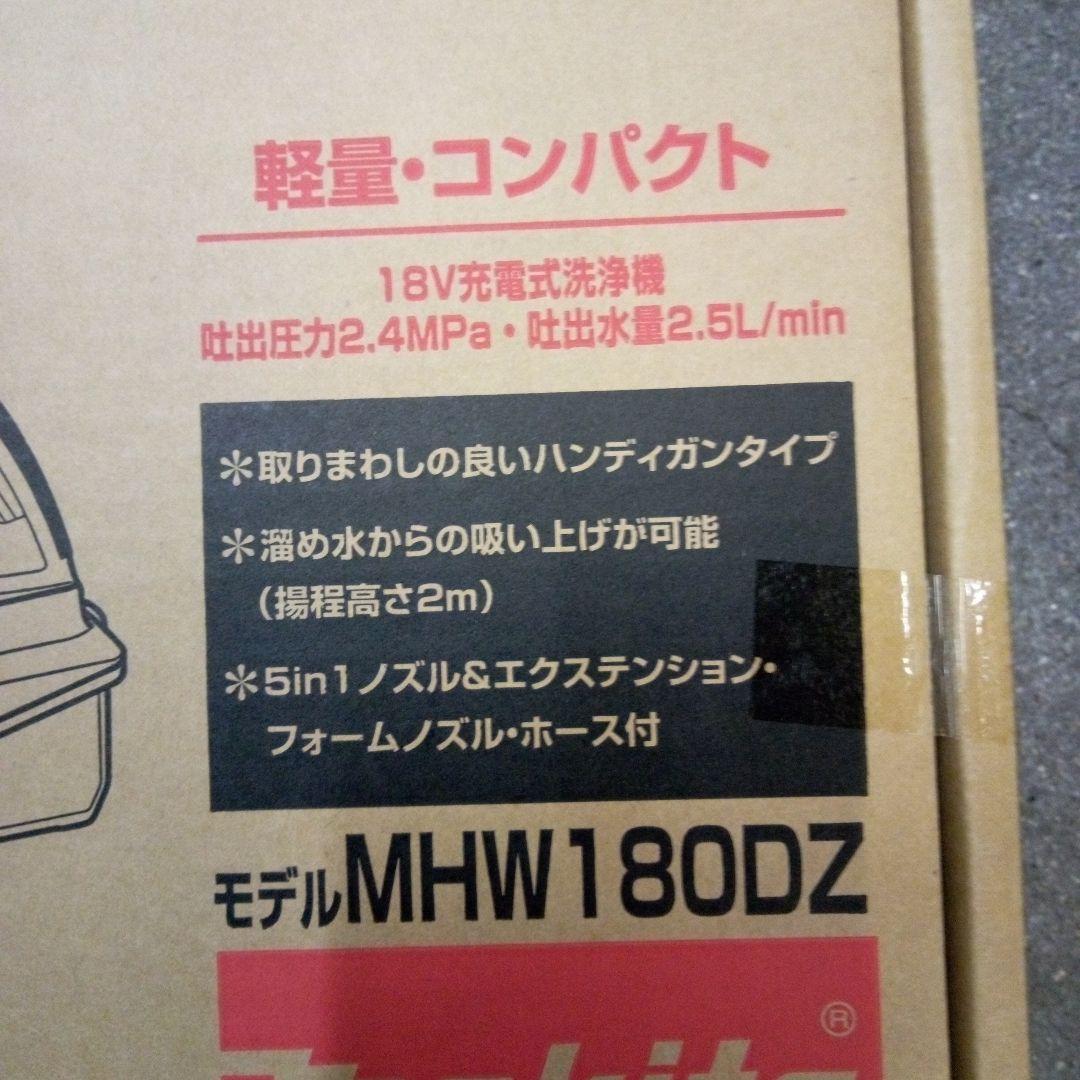 軽量・コンパクト
18V充電式洗浄機
吐出圧力2.4MPa・吐出水量2.5L/min
＊取りまわしの良いハンディガンタイプ
＊溜め水からの吸い上げが可能
（揚程高さ2m）
＊5in1ノズル&エクステンション・
フォームノズル・ホース付
モデルMHW180DZ
makita®